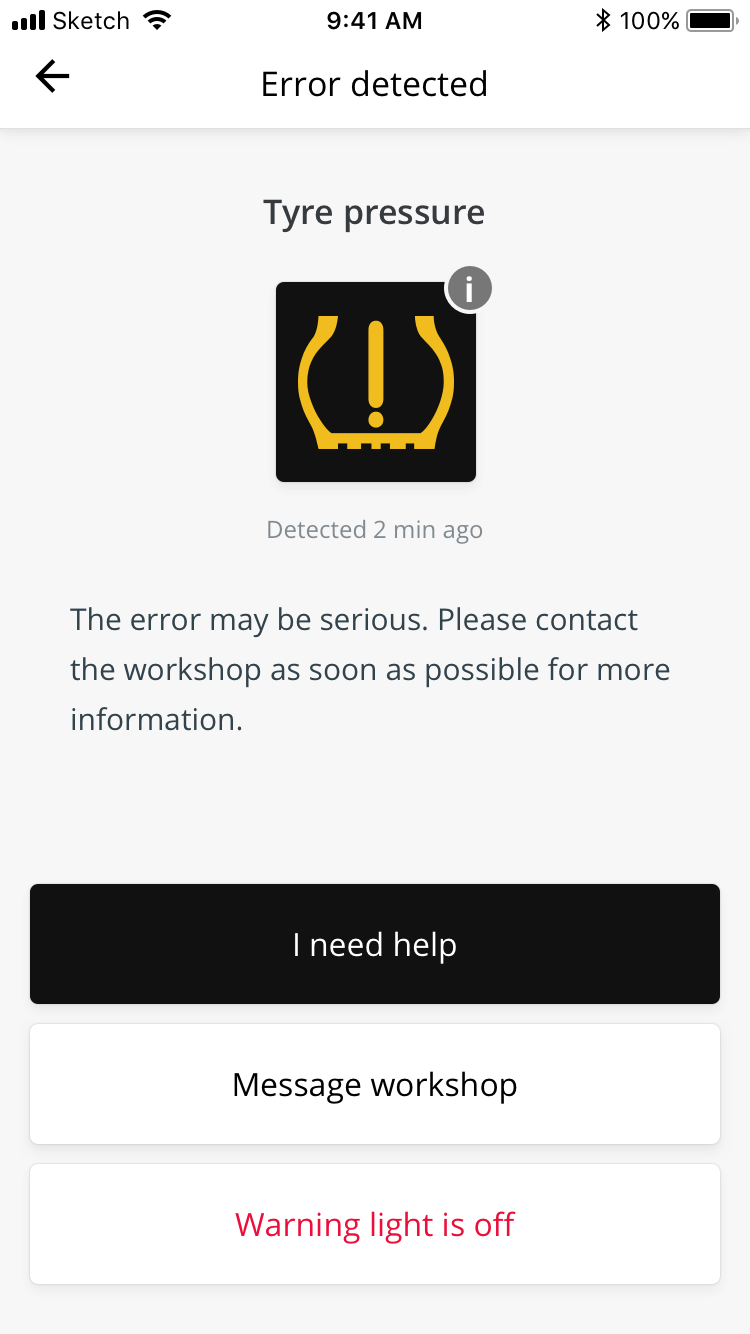 Sketch 9:41 AM 100%
Error detected
Tyre pressure
i
Detected 2 min ago
The error may be serious. Please contact
the workshop as soon as possible for more
information.
I need help
Message workshop
Warning light is off